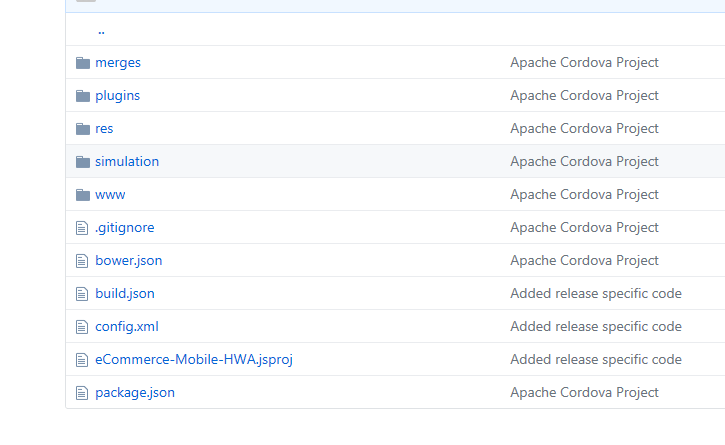 ..
merges Apache Cordova Project
plugins Apache Cordova Project
res Apache Cordova Project
simulation Apache Cordova Project
www Apache Cordova Project
.gitignore Apache Cordova Project
bower.json Apache Cordova Project
build.json Added release specific code
config.xml Added release specific code
eCommerce-Mobile-HWA.jsproj Added release specific code
package.json Apache Cordova Project